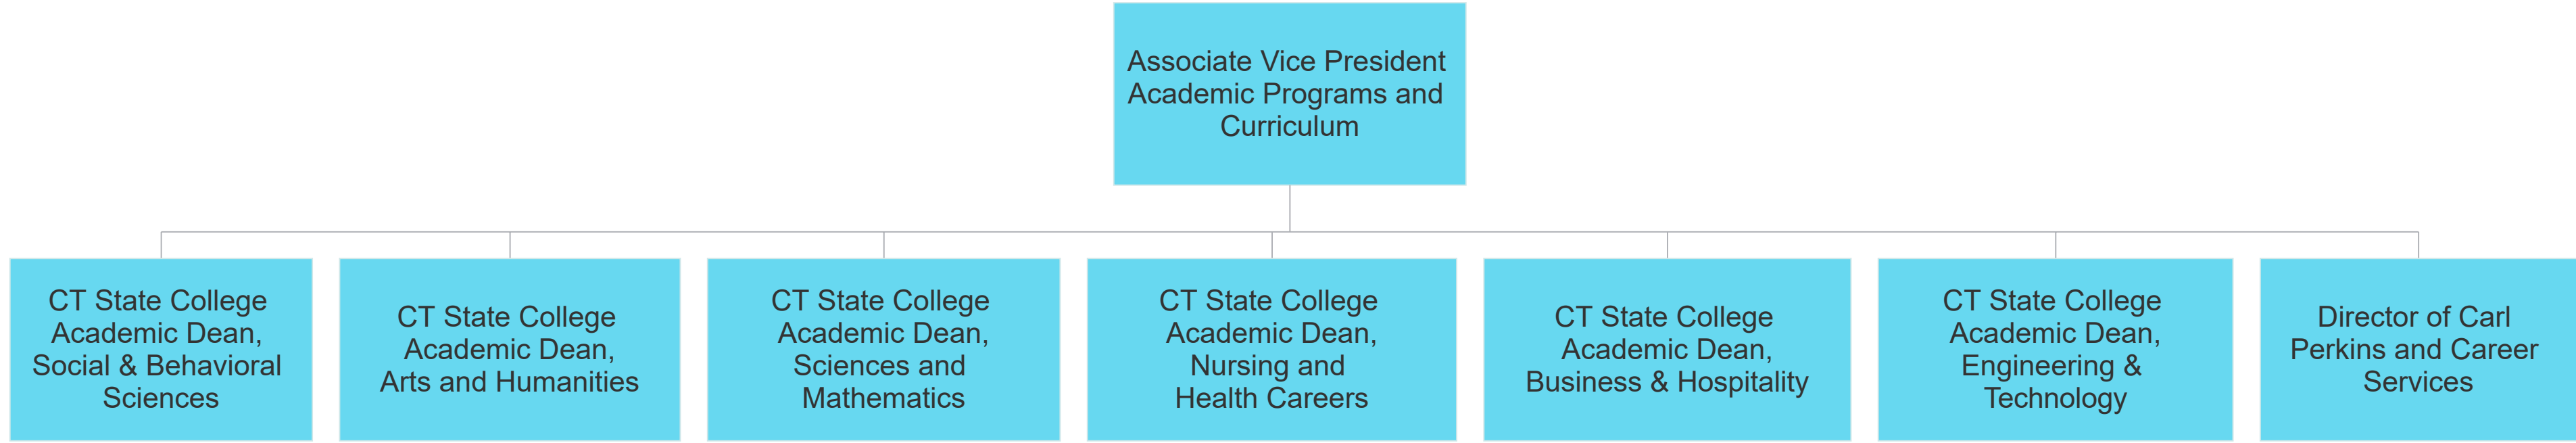 Associate Vice President
Academic Programs and
Curriculum
CT State College
Academic Dean,
Social & Behavioral
Sciences
CT State College
Academic Dean,
Arts and Humanities
CT State College
Academic Dean,
Sciences and
Mathematics
CT State College
Academic Dean,
Nursing and
Health Careers
CT State College
Academic Dean,
Business & Hospitality
CT State College
Academic Dean,
Engineering &
Technology
Director of Carl
Perkins and Career
Services